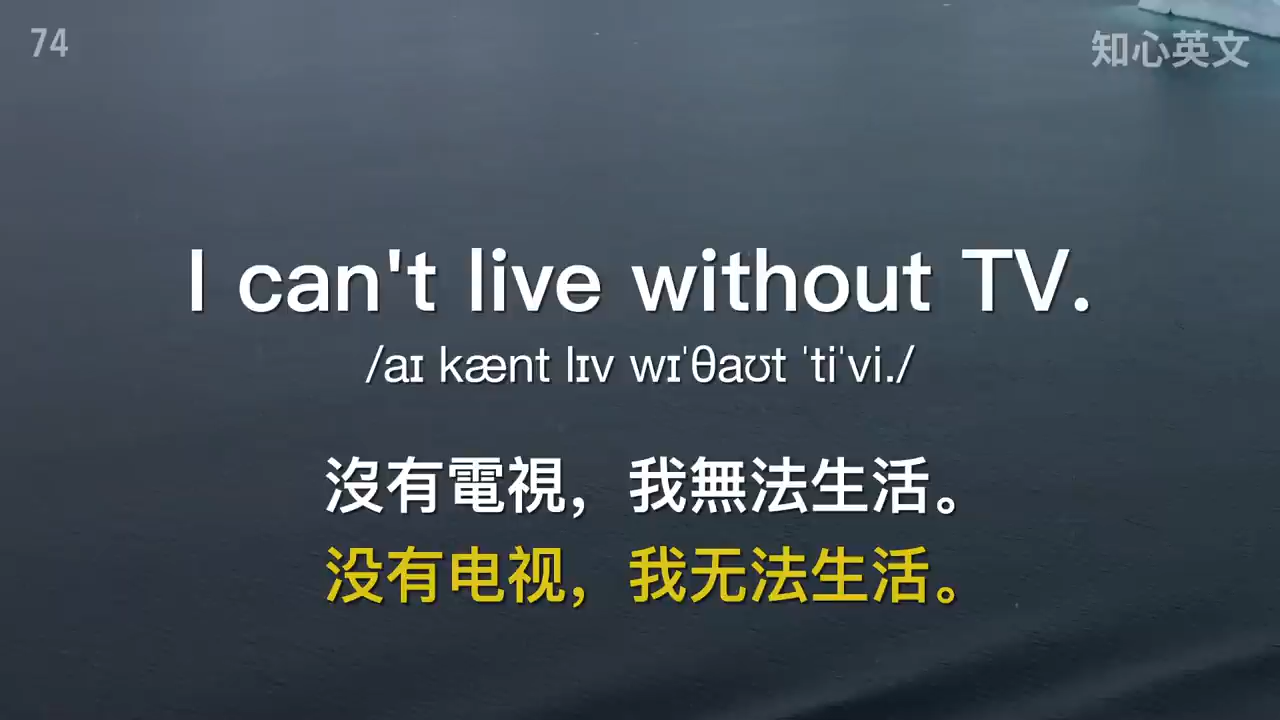 74
知心英文
I can't live without TV.
/aɪ kænt lɪv wɪˈθaʊt ˈtiˈvi./
沒有電視，我無法生活。
没有电视，我无法生活。